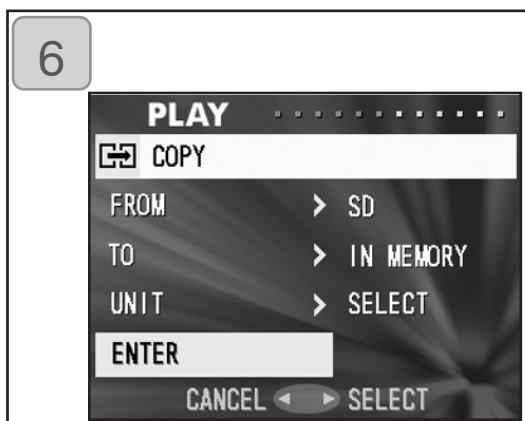 6
PLAY
COPY
FROM > SD
TO > IN MEMORY
UNIT > SELECT
ENTER
CANCEL ◄ ► SELECT